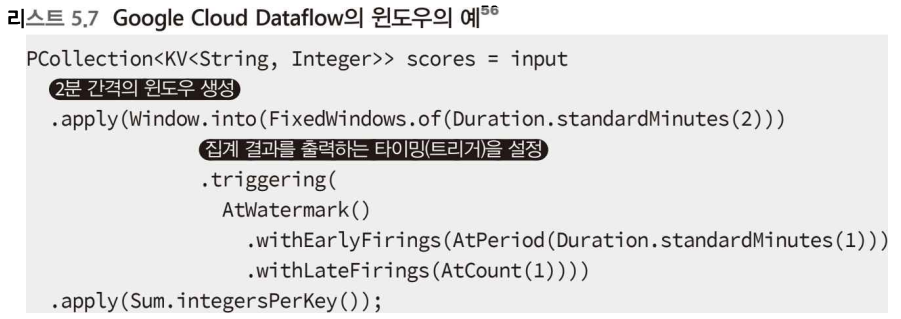 리스트 5.7 Google Cloud Dataflow의 윈도우의 예56
PCollection<KV<String, Integer>> scores = input
2분 간격의 윈도우 생성
.apply(Window.into(FixedWindows.of(Duration.standardMinutes(2)))
집계 결과를 출력하는 타이밍(트리거)을 설정
.triggering(
AtWatermark()
.withEarlyFirings(AtPeriod(Duration.standardMinutes(1)))
.withLateFirings(AtCount(1))))
.apply(Sum.integersPerKey());